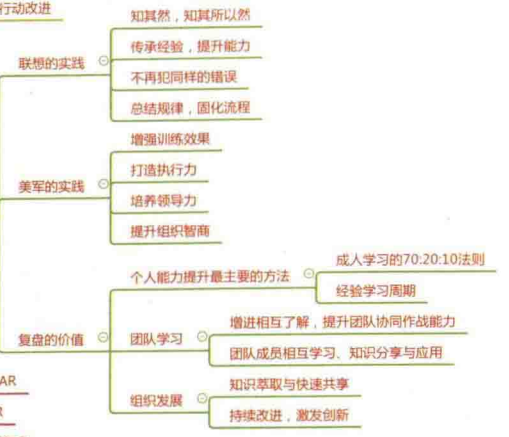 行动改进
知其然，知其所以然
联想的实践
传承经验，提升能力
不再犯同样的错误
总结规律，固化流程
增强训练效果
打造执行力
美军的实践
培养领导力
提升组织智商
成人学习的70:20:10法则
个人能力提升最主要的方法
经验学习周期
增进相互了解，提升团队协同作战能力
复盘的价值
团队学习
团队成员相互学习、知识分享与应用
AR
知识萃取与快速共享
组织发展
持续改进，激发创新